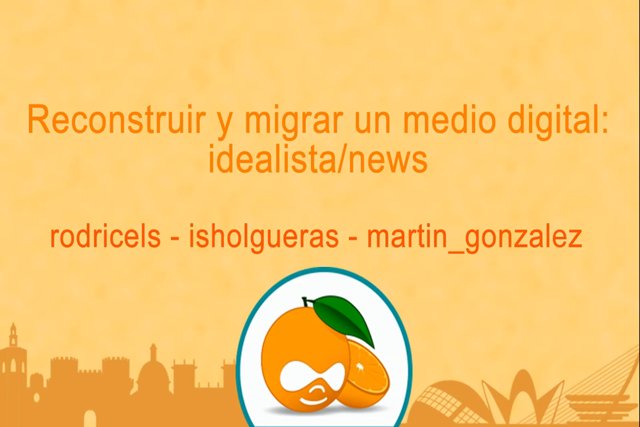 Reconstruir y migrar un medio digital:
idealista/news
rodricels - isholgueras - martin_gonzalez